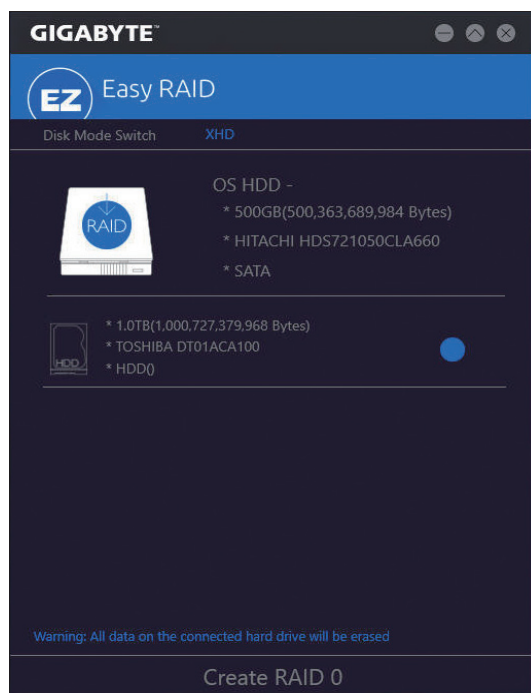 GIGABYTE™
EZ Easy RAID
Disk Mode Switch XHD
RAID
OS HDD -
* 500GB(500,363,689,984 Bytes)
* HITACHI HDS721050CLA660
* SATA
HDD
* 1.0TB(1,000,727,379,968 Bytes)
* TOSHIBA DT01ACA100
* HDD()
Warning: All data on the connected hard drive will be erased
Create RAID 0